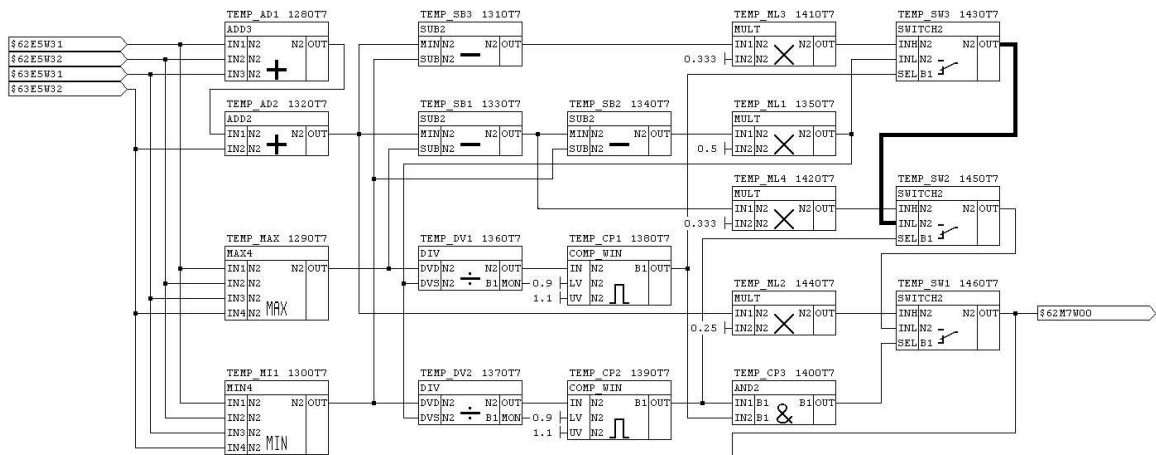 TEMP_AD1 1280T7
TEMP_SB3 1310T7
TEMP_ML3 1410T7
TEMP_SW3 1430T7
ADD3
SUB2
MULT
SWITCH2
$62E5W31
$62E5W32
$63E5W31
$63E5W32
IN1 N2 N2 OUT
IN2 N2
IN3 N2
MIN N2 N2 OUT
SUB N2
IN1 N2 N2 OUT
0.333 IN2 N2
INH N2 N2 OUT
INL N2
SEL B1
TEMP_AD2 1320T7
TEMP_SB1 1330T7
TEMP_SB2 1340T7
TEMP_ML1 1350T7
ADD2
SUB2
SUB2
MULT
IN1 N2 N2 OUT
IN2 N2
MIN N2 N2 OUT
SUB N2
MIN N2 N2 OUT
SUB N2
IN1 N2 N2 OUT
0.5 IN2 N2
TEMP_ML4 1420T7
TEMP_SW2 1450T7
MULT
SWITCH2
IN1 N2 N2 OUT
0.333 IN2 N2
INH N2 N2 OUT
INL N2
SEL B1
TEMP_MAX 1290T7
TEMP_DV1 1360T7
TEMP_CP1 1380T7
MAX4
DIV
COMP_WIN
IN1 N2 N2 OUT
IN2 N2
IN3 N2
IN4 N2 MAX
DVD N2 N2 OUT
DVS N2 B1 MON
IN N2 B1 OUT
0.9 LV N2
1.1 UV N2
TEMP_ML2 1440T7
TEMP_SW1 1460T7
MULT
SWITCH2
IN1 N2 N2 OUT
0.25 IN2 N2
INH N2 N2 OUT
INL N2
SEL B1
$62M7W00
TEMP_MI1 1300T7
TEMP_DV2 1370T7
TEMP_CP2 1390T7
TEMP_CP3 1400T7
MIN4
DIV
COMP_WIN
AND2
IN1 N2 N2 OUT
IN2 N2
IN3 N2
IN4 N2 MIN
DVD N2 N2 OUT
DVS N2 B1 MON
IN N2 B1 OUT
0.9 LV N2
1.1 UV N2
IN1 B1 B1 OUT
IN2 B1 &